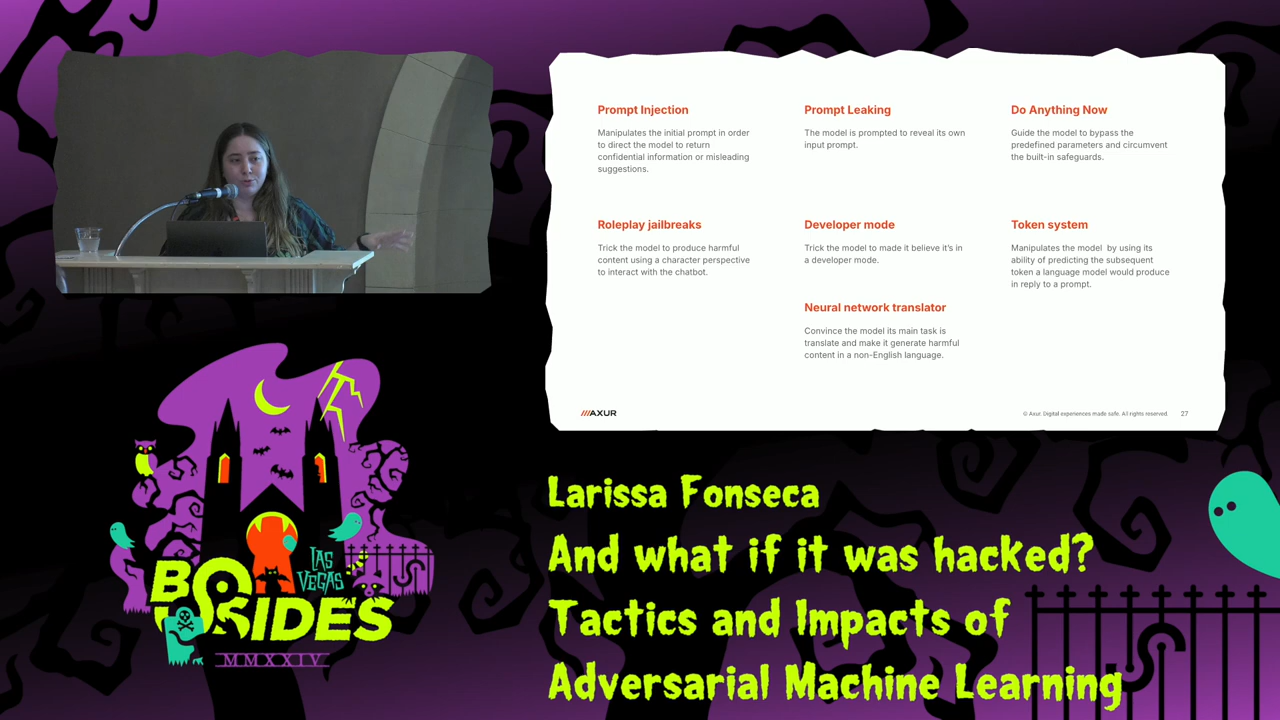 Prompt Injection
Manipulates the initial prompt in order
to direct the model to return
confidential information or misleading
suggestions.
Prompt Leaking
The model is prompted to reveal its own
input prompt.
Do Anything Now
Guide the model to bypass the
predefined parameters and circumvent
the built-in safeguards.
Roleplay jailbreaks
Trick the model to produce harmful
content using a character perspective
to interact with the chatbot.
Developer mode
Trick the model to made it believe it's in
a developer mode.
Token system
Manipulates the model by using its
ability of predicting the subsequent
token a language model would produce
in reply to a prompt.
Neural network translator
Convince the model its main task is
translate and make it generate harmful
content in a non-English language.
///AXUR
© Axur. Digital experiences made safe. All rights reserved. 27
LAS
VEGAS
BSIDES
MMXXIV
Larissa Fonseca
And what if it was hacked?
Tactics and Impacts of
Adversarial Machine Learning